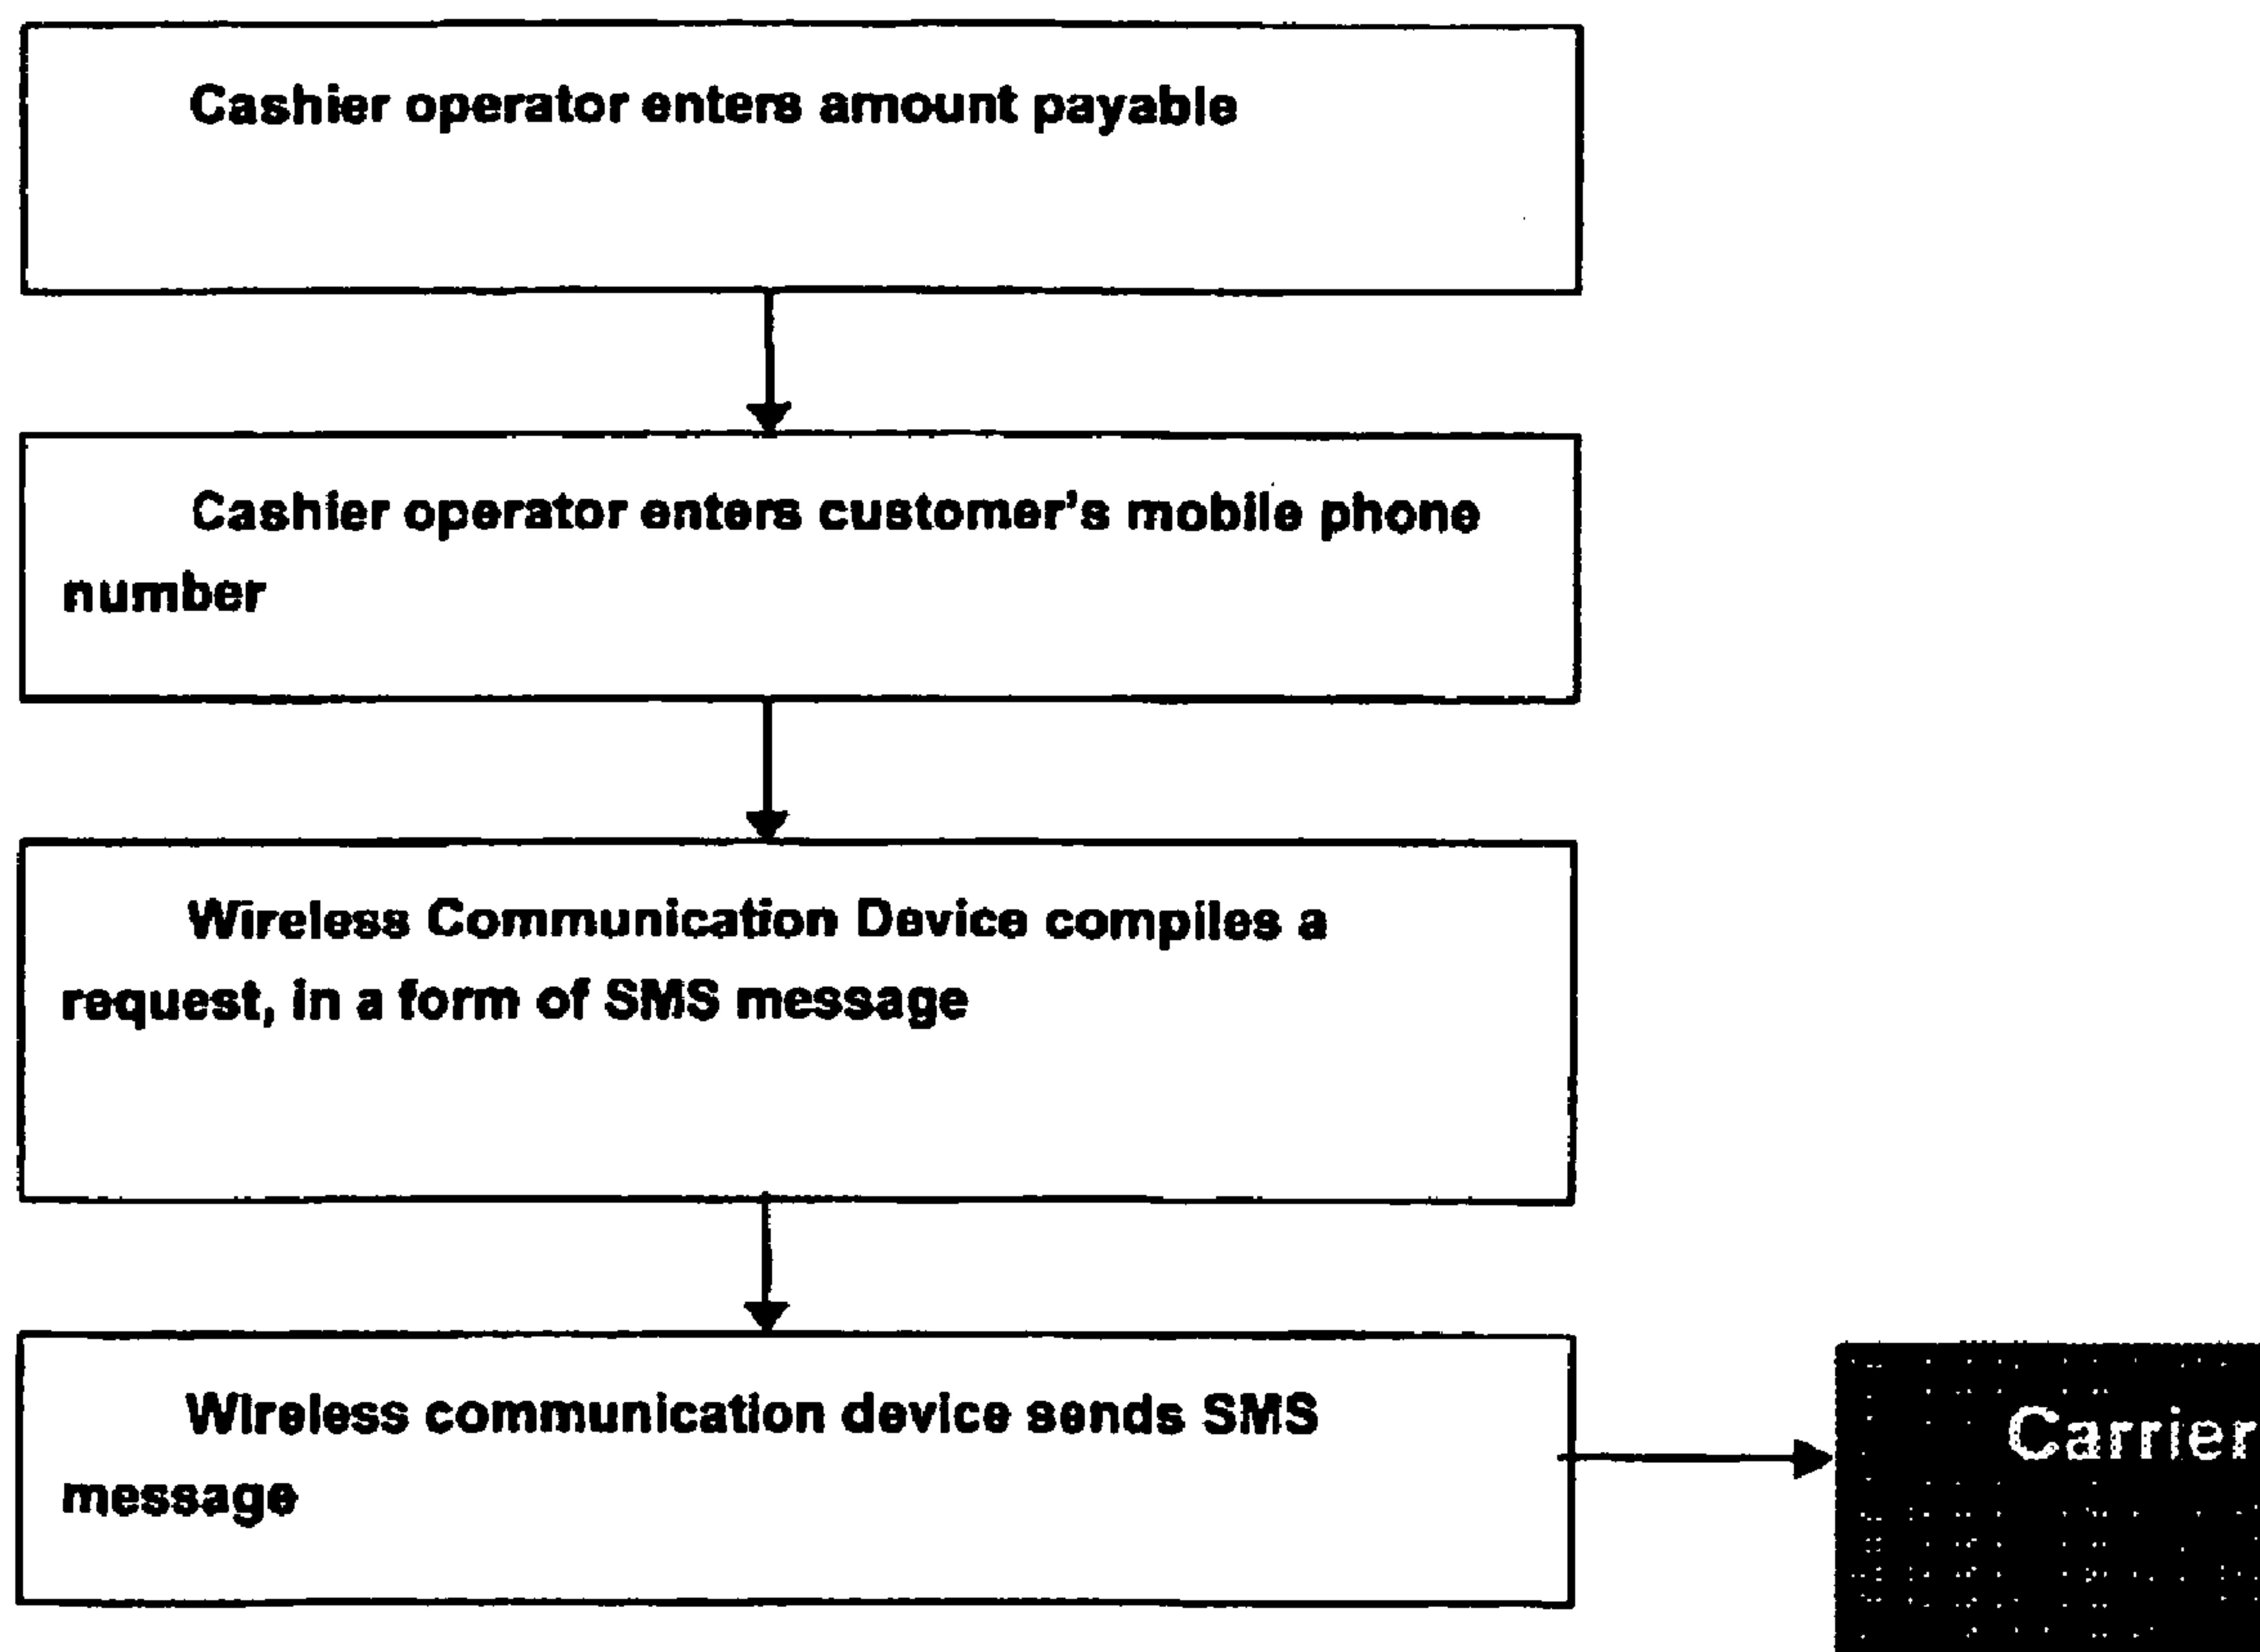 Cashier operator enters amount payable
Cashier operator enters customer's mobile phone
number
Wireless Communication Device compiles a
request, in a form of SMS message
Wireless communication device sends SMS
message
Carrier